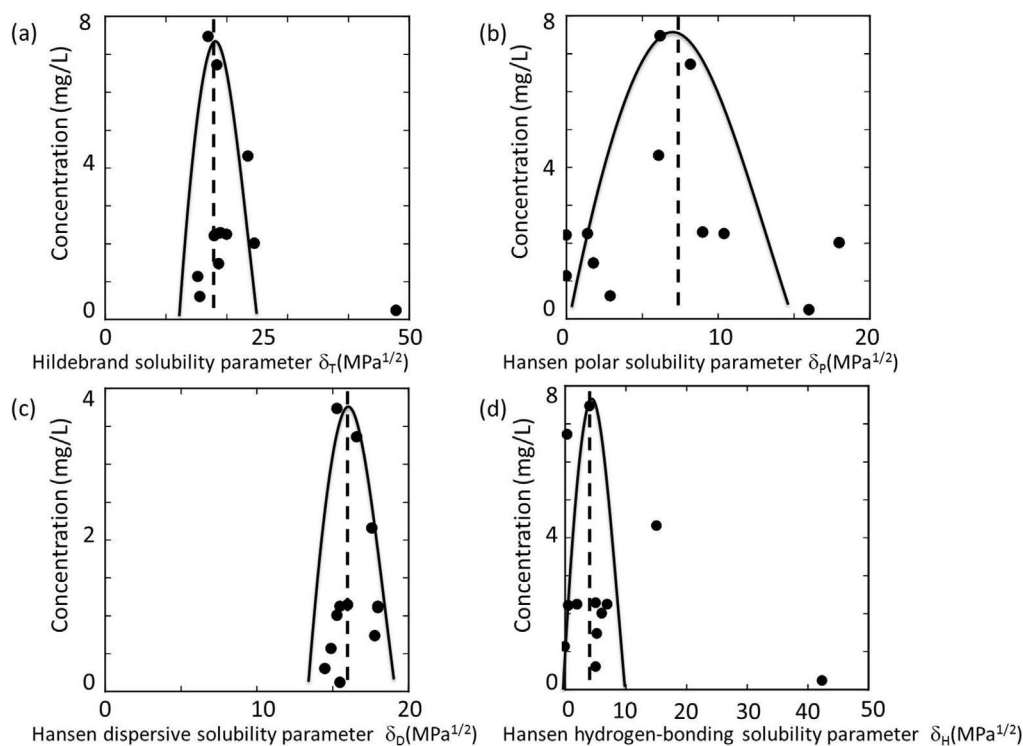 (a)
8
4
0
Concentration (mg/L)
0
25
50
Hildebrand solubility parameter δT(MPa1/2)
(b)
8
4
0
Concentration (mg/L)
0
10
20
Hansen polar solubility parameter δP(MPa1/2)
(c)
4
2
0
Concentration (mg/L)
0
10
20
Hansen dispersive solubility parameter δD(MPa1/2)
(d)
8
4
0
Concentration (mg/L)
0
10
20
30
40
50
Hansen hydrogen-bonding solubility parameter δH(MPa1/2)